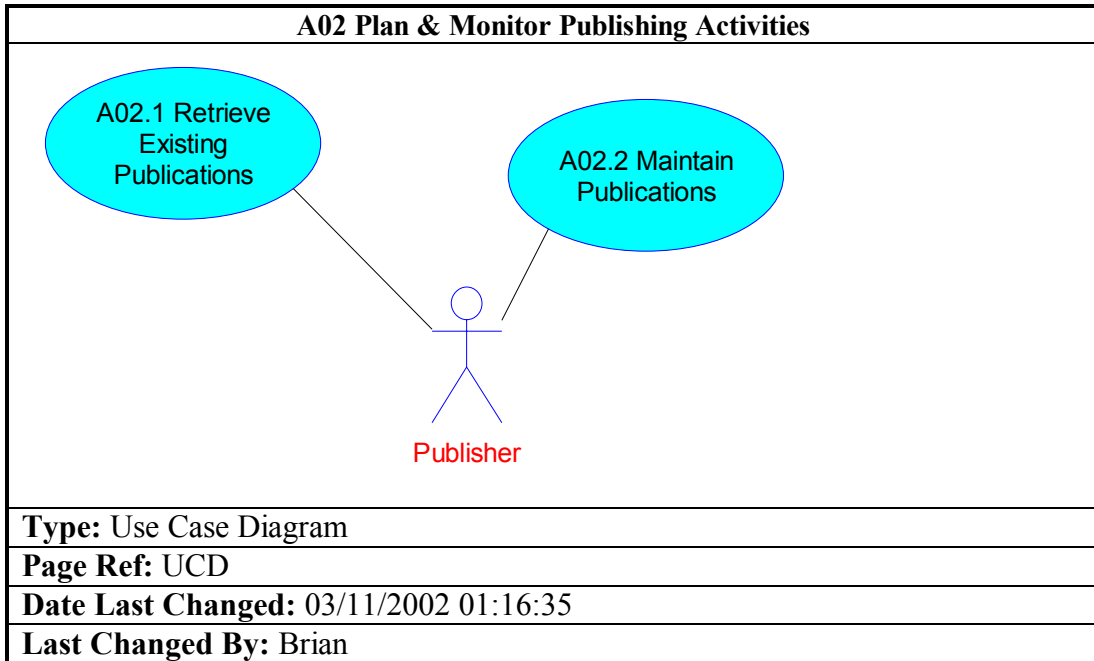 A02 Plan & Monitor Publishing Activities
A02.1 Retrieve
Existing
Publications
A02.2 Maintain
Publications
Publisher
Type: Use Case Diagram
Page Ref: UCD
Date Last Changed: 03/11/2002 01:16:35
Last Changed By: Brian